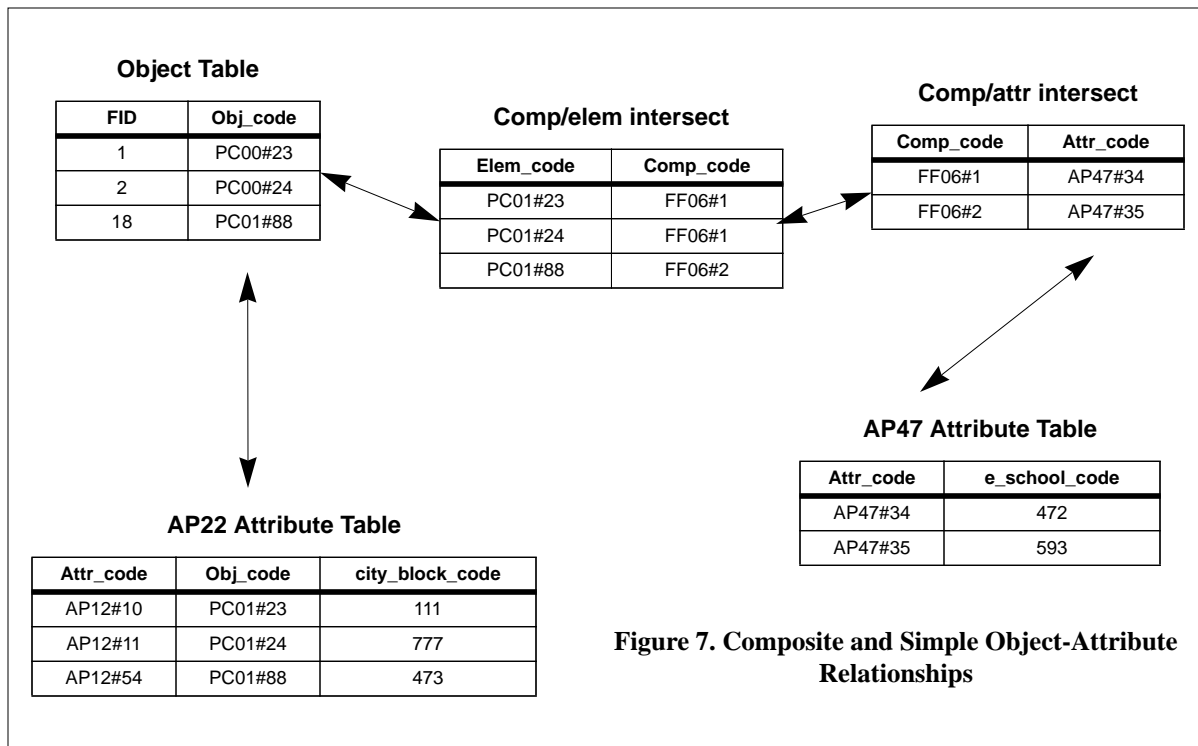 Object Table
FID Obj_code
1 PC00#23
2 PC00#24
18 PC01#88
Comp/elem intersect
Elem_code Comp_code
PC01#23 FF06#1
PC01#24 FF06#1
PC01#88 FF06#2
Comp/attr intersect
Comp_code Attr_code
FF06#1 AP47#34
FF06#2 AP47#35
AP47 Attribute Table
Attr_code e_school_code
AP47#34 472
AP47#35 593
AP22 Attribute Table
Attr_code Obj_code city_block_code
AP12#10 PC01#23 111
AP12#11 PC01#24 777
AP12#54 PC01#88 473
Figure 7. Composite and Simple Object-Attribute
Relationships